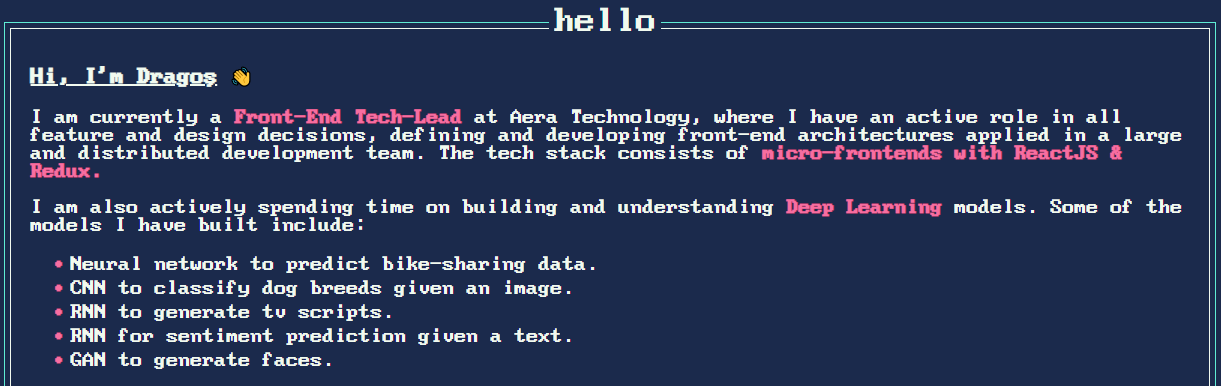 hello
Hi, I'm Dragoş 👋
I am currently a Front-End Tech-Lead at Aera Technology, where I have an active role in all
feature and design decisions, defining and developing front-end architectures applied in a large
and distributed development team. The tech stack consists of micro-frontends with ReactJS &
Redux.
I am also actively spending time on building and understanding Deep Learning models. Some of the
models I have built include:
• Neural network to predict bike-sharing data.
• CNN to classify dog breeds given an image.
• RNN to generate tv scripts.
• RNN for sentiment prediction given a text.
• GAN to generate faces.